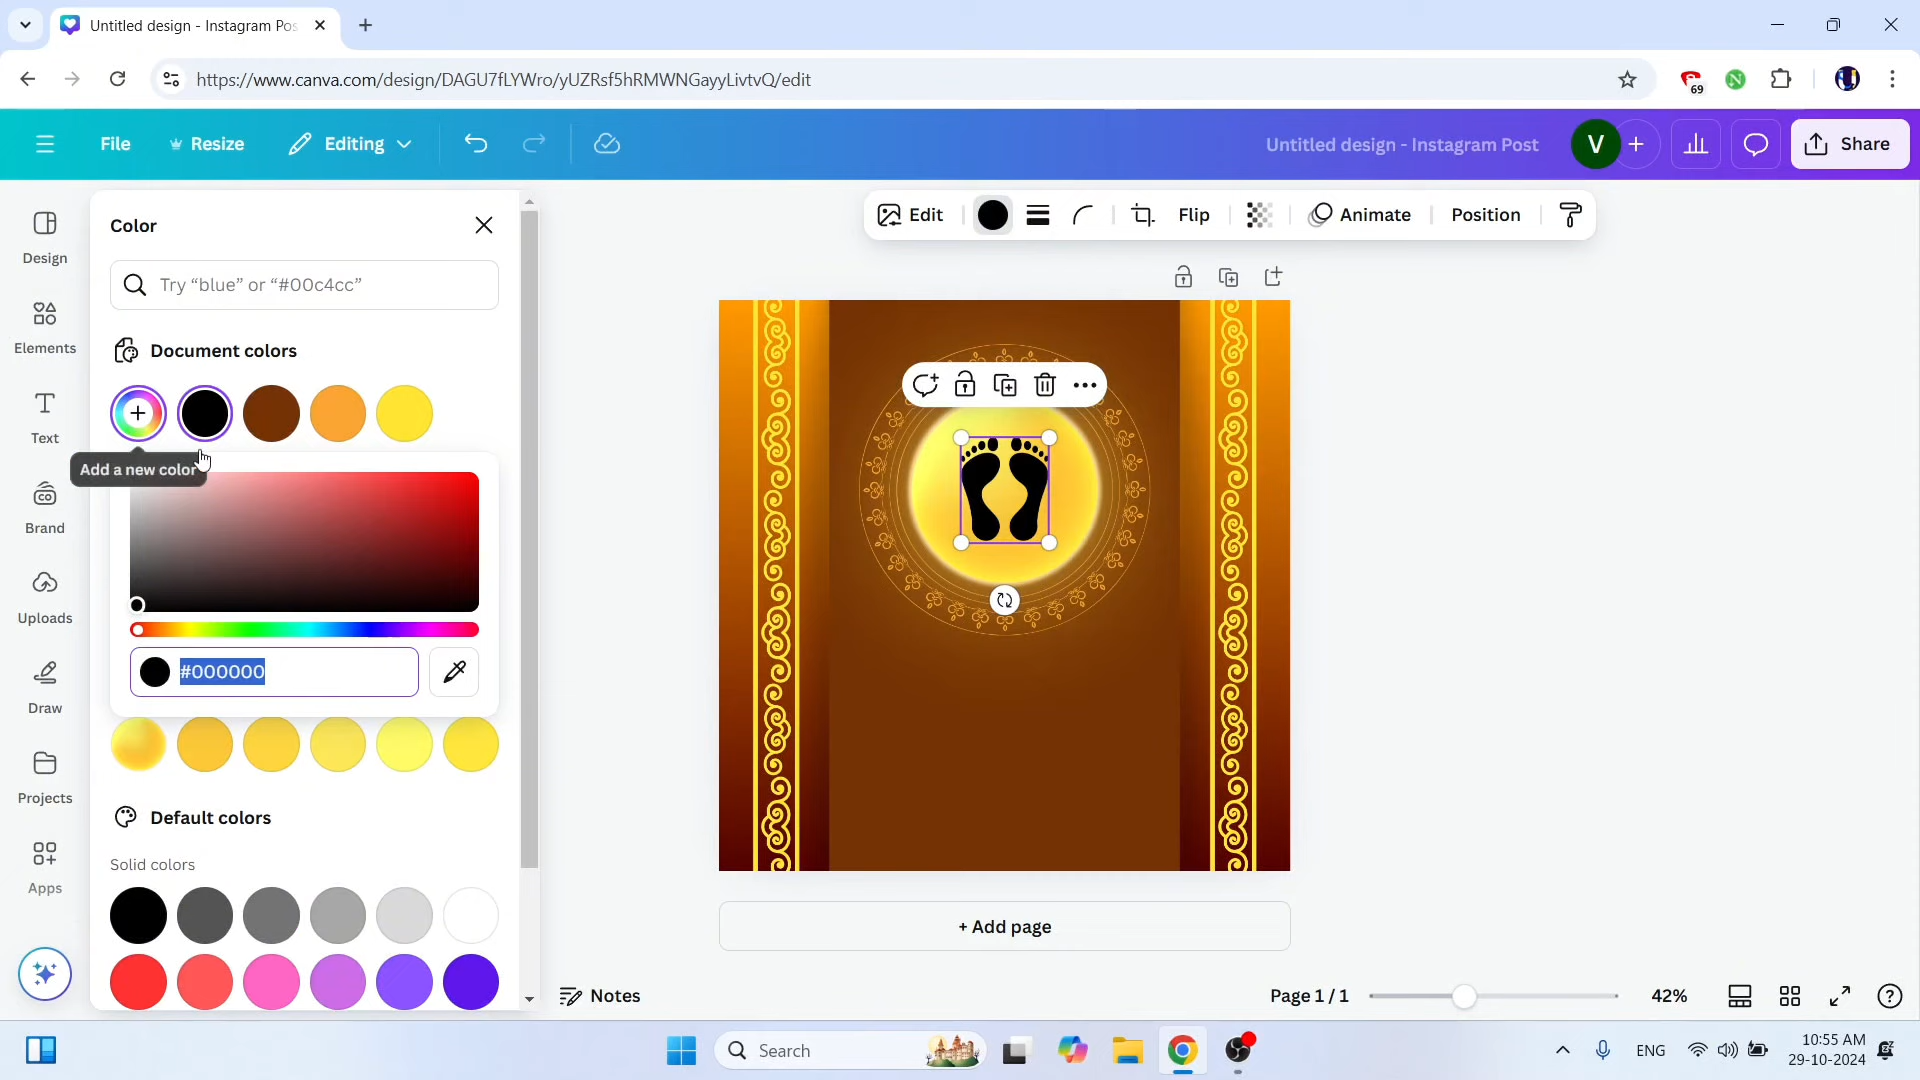 Untitled design - Instagram Pos
https://www.canva.com/design/DAGU7fLYWro/yUZRsf5hRMWNGayyLivtvQ/edit
69
File
Resize
Editing
Untitled design - Instagram Post
V
Share
Design
Elements
Text
Brand
Uploads
Draw
Projects
Apps
Color
Try “blue” or “#00c4cc”
Document colors
Add a new color
#000000
Default colors
Solid colors
Edit
Flip
Animate
Position
+ Add page
Notes
Page 1 / 1
42%
Search
ENG
10:55 AM
29-10-2024